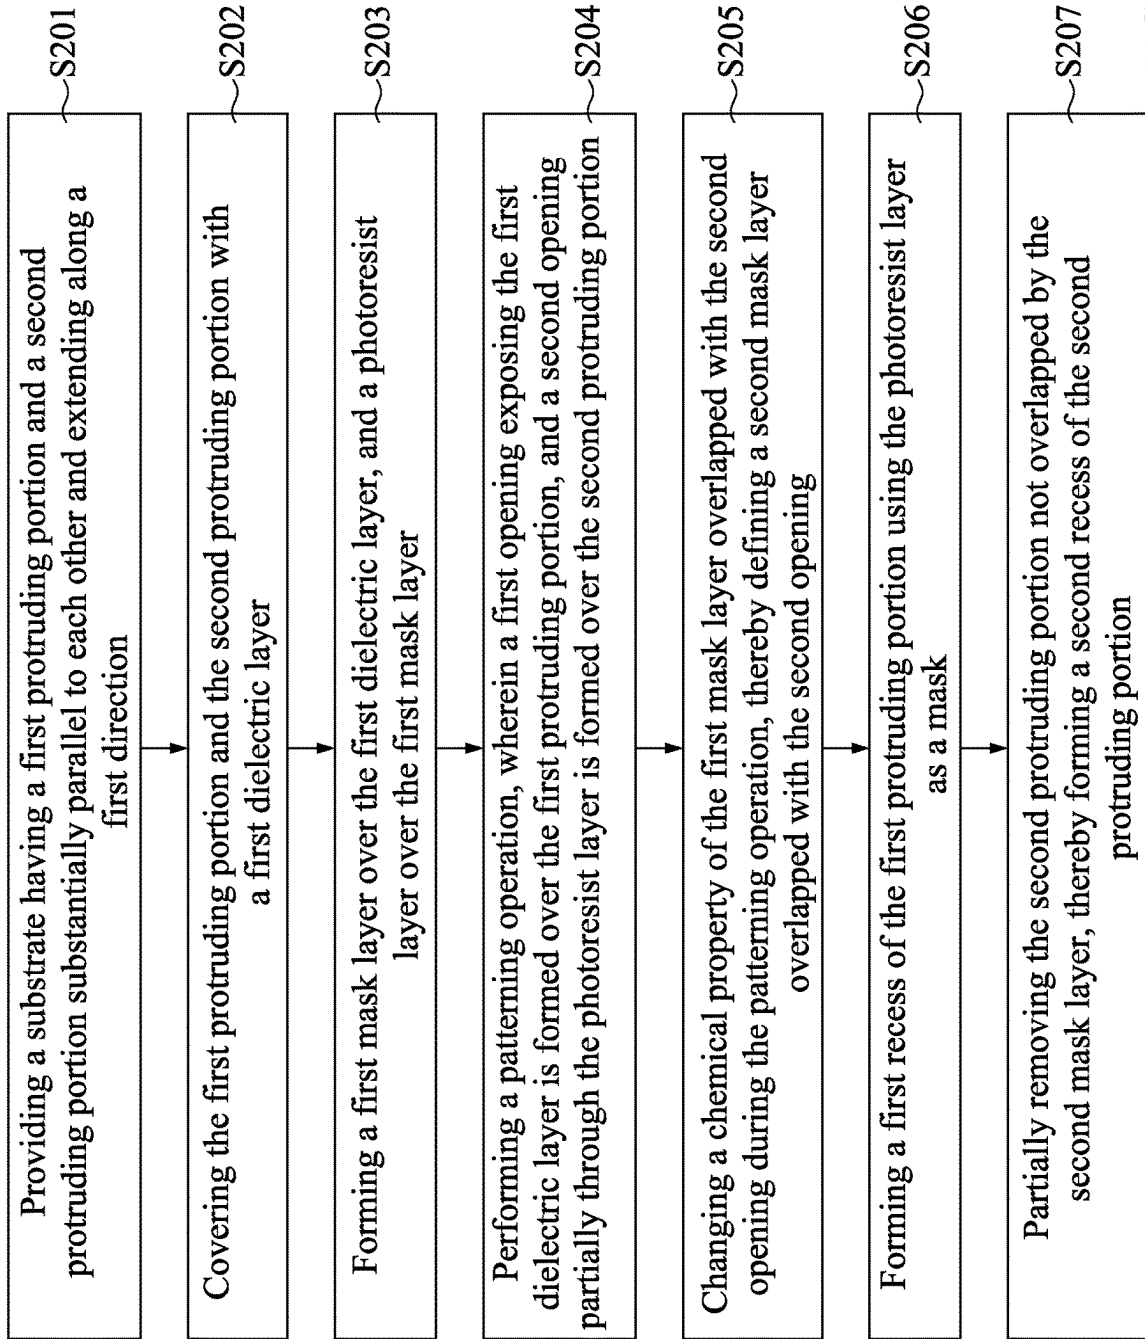 Providing a substrate having a first protruding portion and a second
protruding portion substantially parallel to each other and extending along a
first direction
S201
Covering the first protruding portion and the second protruding portion with
a first dielectric layer
S202
Forming a first mask layer over the first dielectric layer, and a photoresist
layer over the first mask layer
S203
Performing a patterning operation, wherein a first opening exposing the first
dielectric layer is formed over the first protruding portion, and a second opening
partially through the photoresist layer is formed over the second protruding portion
S204
Changing a chemical property of the first mask layer overlapped with the second
opening during the patterning operation, thereby defining a second mask layer
overlapped with the second opening
S205
Forming a first recess of the first protruding portion using the photoresist layer
as a mask
S206
Partially removing the second protruding portion not overlapped by the
second mask layer, thereby forming a second recess of the second
protruding portion
S207